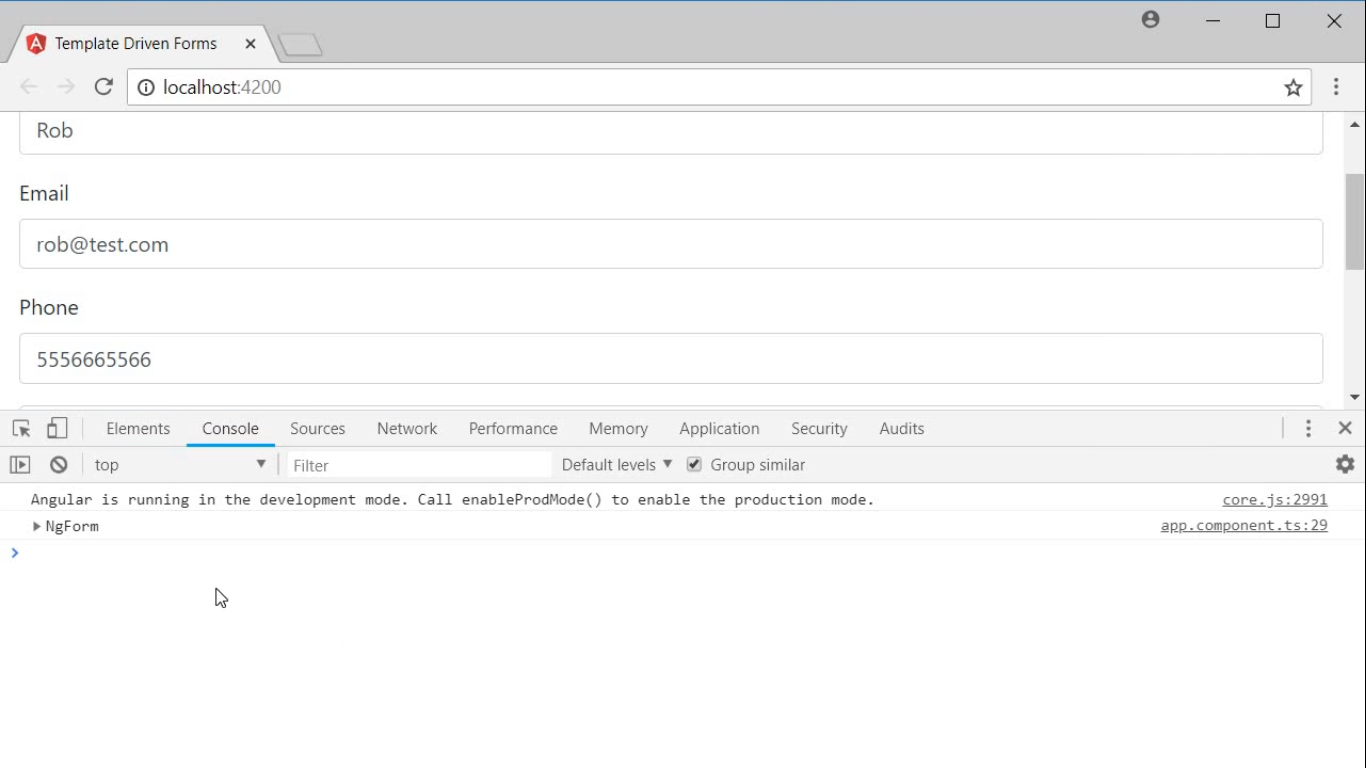 Template Driven Forms
localhost:4200
Rob
Email
rob@test.com
Phone
5556665566
Elements Console Sources Network Performance Memory Application Security Audits
top Filter Default levels Group similar
Angular is running in the development mode. Call enableProdMode() to enable the production mode. core.js:2991
NgForm app.component.ts:29